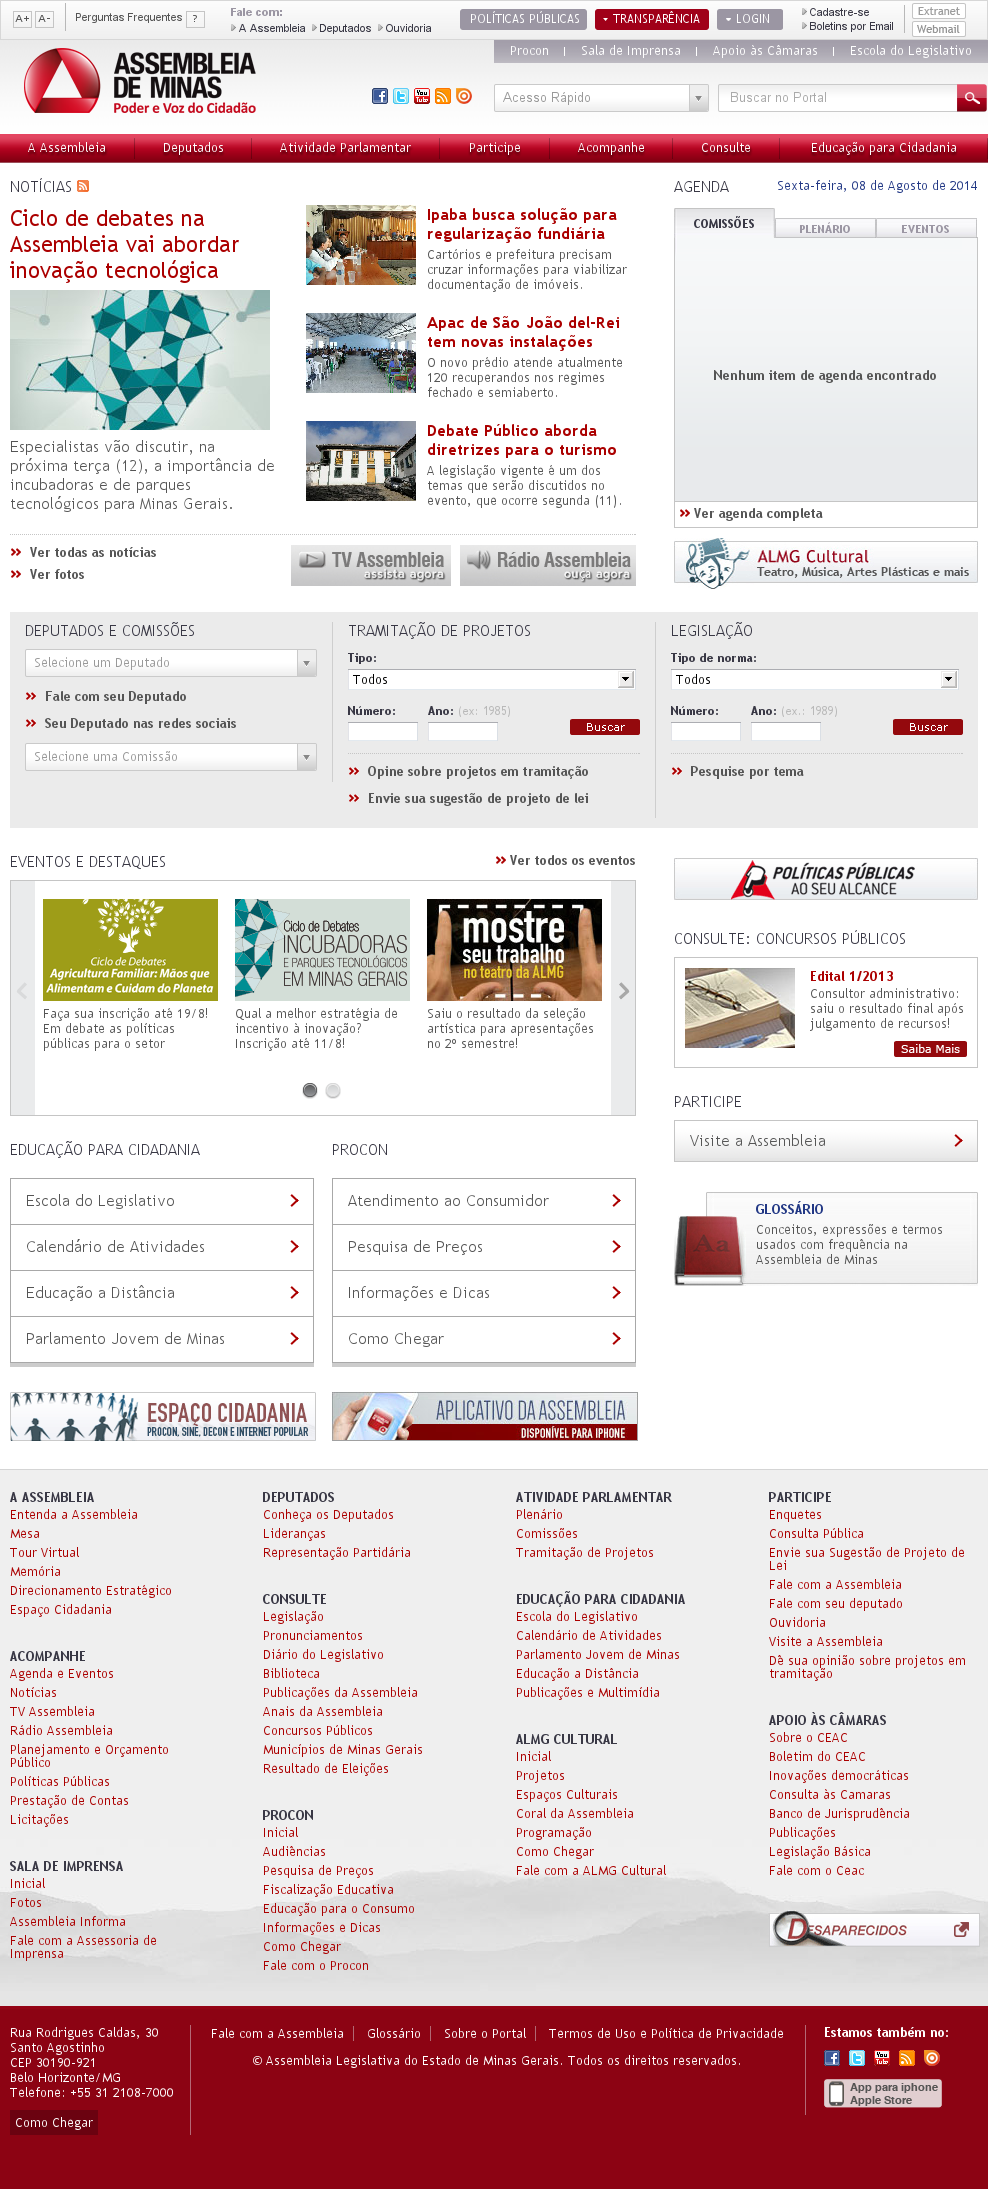 A+ A- Perguntas Frequentes ?
Fale com:
A Assembleia Deputados Ouvidoria
POLÍTICAS PÚBLICAS TRANSPARÊNCIA LOGIN
Cadastre-se
Boletins por Email
Extranet
Webmail
Procon Sala de Imprensa Apoio às Câmaras Escola do Legislativo
ASSEMBLEIA
DE MINAS
Poder e Voz do Cidadão
Acesso Rápido
Buscar no Portal
A Assembleia Deputados Atividade Parlamentar Participe Acompanhe Consulte Educação para Cidadania
NOTÍCIAS
Ciclo de debates na
Assembleia vai abordar
inovação tecnológica
Especialistas vão discutir, na
próxima terça (12), a importância de
incubadoras e de parques
tecnológicos para Minas Gerais.
Ipaba busca solução para
regularização fundiária
Cartórios e prefeitura precisam
cruzar informações para viabilizar
documentação de imóveis.
Apac de São João del-Rei
tem novas instalações
O novo prédio atende atualmente
120 recuperandos nos regimes
fechado e semiaberto.
Debate Público aborda
diretrizes para o turismo
A legislação vigente é um dos
temas que serão discutidos no
evento, que ocorre segunda (11).
Ver todas as notícias
Ver fotos
TV Assembleia
assista agora
Rádio Assembleia
ouça agora
AGENDA
Sexta-feira, 08 de Agosto de 2014
COMISSÕES PLENÁRIO EVENTOS
Nenhum item de agenda encontrado
Ver agenda completa
ALMG Cultural
Teatro, Música, Artes Plásticas e mais
DEPUTADOS E COMISSÕES
Selecione um Deputado
Fale com seu Deputado
Seu Deputado nas redes sociais
Selecione uma Comissão
TRAMITAÇÃO DE PROJETOS
Tipo:
Todos
Número: Ano: (ex: 1985)
Buscar
Opine sobre projetos em tramitação
Envie sua sugestão de projeto de lei
LEGISLAÇÃO
Tipo de norma:
Todos
Número: Ano: (ex.: 1989)
Buscar
Pesquise por tema
EVENTOS E DESTAQUES
Ver todos os eventos
Ciclo de Debates
Agricultura Familiar: Mãos que
Alimentam e Cuidam do Planeta
Faça sua inscrição até 19/8!
Em debate as políticas
públicas para o setor
Ciclo de Debates
INCUBADORAS
E PARQUES TECNOLÓGICOS
EM MINAS GERAIS
Qual a melhor estratégia de
incentivo à inovação?
Inscrição até 11/8!
mostre
seu trabalho
no teatro da ALMG
Saiu o resultado da seleção
artística para apresentações
no 2º semestre!
POLÍTICAS PÚBLICAS
AO SEU ALCANCE
CONSULTE: CONCURSOS PÚBLICOS
Edital 1/2013
Consultor administrativo:
saiu o resultado final após
julgamento de recursos!
Saiba Mais
PARTICIPE
Visite a Assembleia
Aa
GLOSSÁRIO
Conceitos, expressões e termos
usados com frequência na
Assembleia de Minas
EDUCAÇÃO PARA CIDADANIA
Escola do Legislativo
Calendário de Atividades
Educação a Distância
Parlamento Jovem de Minas
PROCON
Atendimento ao Consumidor
Pesquisa de Preços
Informações e Dicas
Como Chegar
ESPAÇO CIDADANIA
PROCON, SINE, DECON E INTERNET POPULAR
APLICATIVO DA ASSEMBLEIA
DISPONÍVEL PARA IPHONE
A ASSEMBLEIA
Entenda a Assembleia
Mesa
Tour Virtual
Memória
Direcionamento Estratégico
Espaço Cidadania
ACOMPANHE
Agenda e Eventos
Notícias
TV Assembleia
Rádio Assembleia
Planejamento e Orçamento
Público
Políticas Públicas
Prestação de Contas
Licitações
SALA DE IMPRENSA
Inicial
Fotos
Assembleia Informa
Fale com a Assessoria de
Imprensa
DEPUTADOS
Conheça os Deputados
Lideranças
Representação Partidária
CONSULTE
Legislação
Pronunciamentos
Diário do Legislativo
Biblioteca
Publicações da Assembleia
Anais da Assembleia
Concursos Públicos
Municípios de Minas Gerais
Resultado de Eleições
PROCON
Inicial
Audiências
Pesquisa de Preços
Fiscalização Educativa
Educação para o Consumo
Informações e Dicas
Como Chegar
Fale com o Procon
ATIVIDADE PARLAMENTAR
Plenário
Comissões
Tramitação de Projetos
EDUCAÇÃO PARA CIDADANIA
Escola do Legislativo
Calendário de Atividades
Parlamento Jovem de Minas
Educação a Distância
Publicações e Multimídia
ALMG CULTURAL
Inicial
Projetos
Espaços Culturais
Coral da Assembleia
Programação
Como Chegar
Fale com a ALMG Cultural
PARTICIPE
Enquetes
Consulta Pública
Envie sua Sugestão de Projeto de
Lei
Fale com a Assembleia
Fale com seu deputado
Ouvidoria
Visite a Assembleia
Dê sua opinião sobre projetos em
tramitação
APOIO ÀS CÂMARAS
Sobre o CEAC
Boletim do CEAC
Inovações democráticas
Consulta às Camaras
Banco de Jurisprudência
Publicações
Legislação Básica
Fale com o Ceac
DESAPARECIDOS
Rua Rodrigues Caldas, 30
Santo Agostinho
CEP 30190-921
Belo Horizonte/MG
Telefone: +55 31 2108-7000
Como Chegar
Fale com a Assembleia Glossário Sobre o Portal Termos de Uso e Política de Privacidade
© Assembleia Legislativa do Estado de Minas Gerais. Todos os direitos reservados.
Estamos também no:
App para iphone
Apple Store